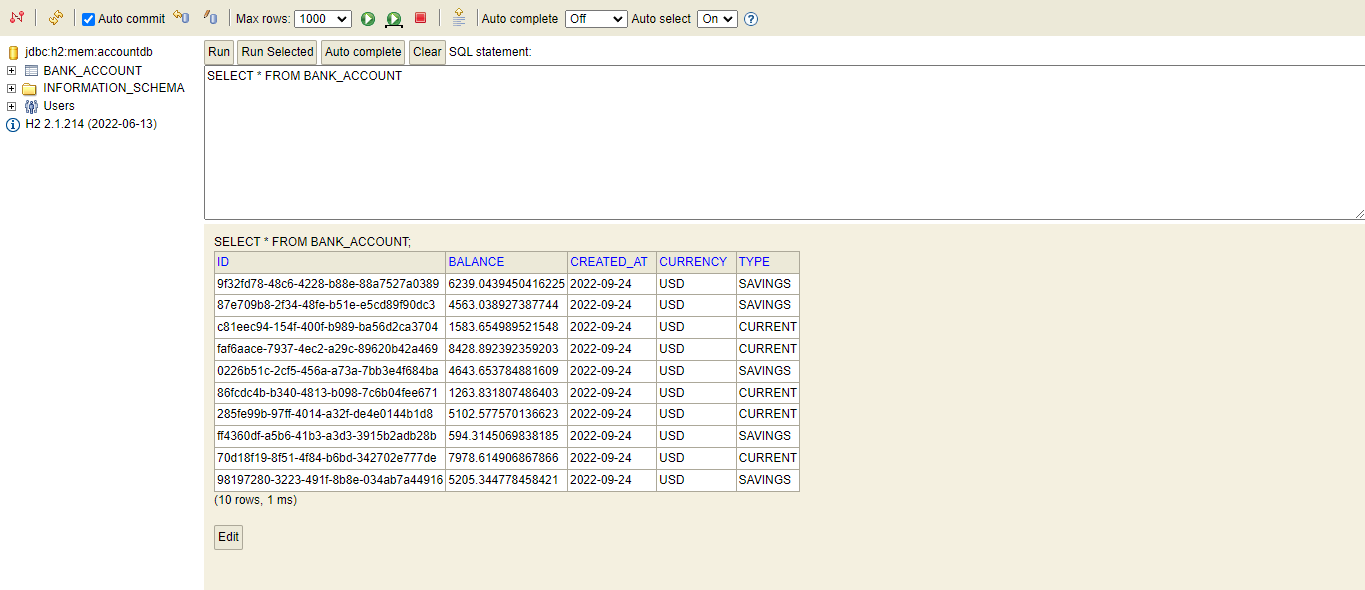 Auto commit Max rows: 1000 Auto complete Off Auto select On ?
jdbc:h2:mem:accountdb
BANK_ACCOUNT
INFORMATION_SCHEMA
Users
H2 2.1.214 (2022-06-13)
Run Run Selected Auto complete Clear SQL statement:
SELECT * FROM BANK_ACCOUNT
SELECT * FROM BANK_ACCOUNT;
ID BALANCE CREATED_AT CURRENCY TYPE
9f32fd78-48c6-4228-b88e-88a7527a0389 6239.0439450416225 2022-09-24 USD SAVINGS
87e709b8-2f34-48fe-b51e-e5cd89f90dc3 4563.038927387744 2022-09-24 USD SAVINGS
c81eec94-154f-400f-b989-ba56d2ca3704 1583.654989521548 2022-09-24 USD CURRENT
faf6aace-7937-4ec2-a29c-89620b42a469 8428.892392359203 2022-09-24 USD CURRENT
0226b51c-2cf5-456a-a73a-7bb3e4f684ba 4643.653784881609 2022-09-24 USD SAVINGS
86fcdc4b-b340-4813-b098-7c6b04fee671 1263.831807486403 2022-09-24 USD CURRENT
285fe99b-97ff-4014-a32f-de4e0144b1d8 5102.577570136623 2022-09-24 USD CURRENT
ff4360df-a5b6-41b3-a3d3-3915b2adb28b 594.3145069838185 2022-09-24 USD SAVINGS
70d18f19-8f51-4f84-b6bd-342702e777de 7978.614906867866 2022-09-24 USD CURRENT
98197280-3223-491f-8b8e-034ab7a44916 5205.344778458421 2022-09-24 USD SAVINGS
(10 rows, 1 ms)
Edit